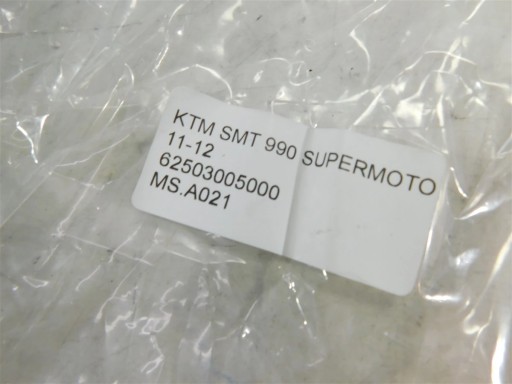 KTM SMT 990 SUPERMOTO
11-12
62503005000
MS.A021